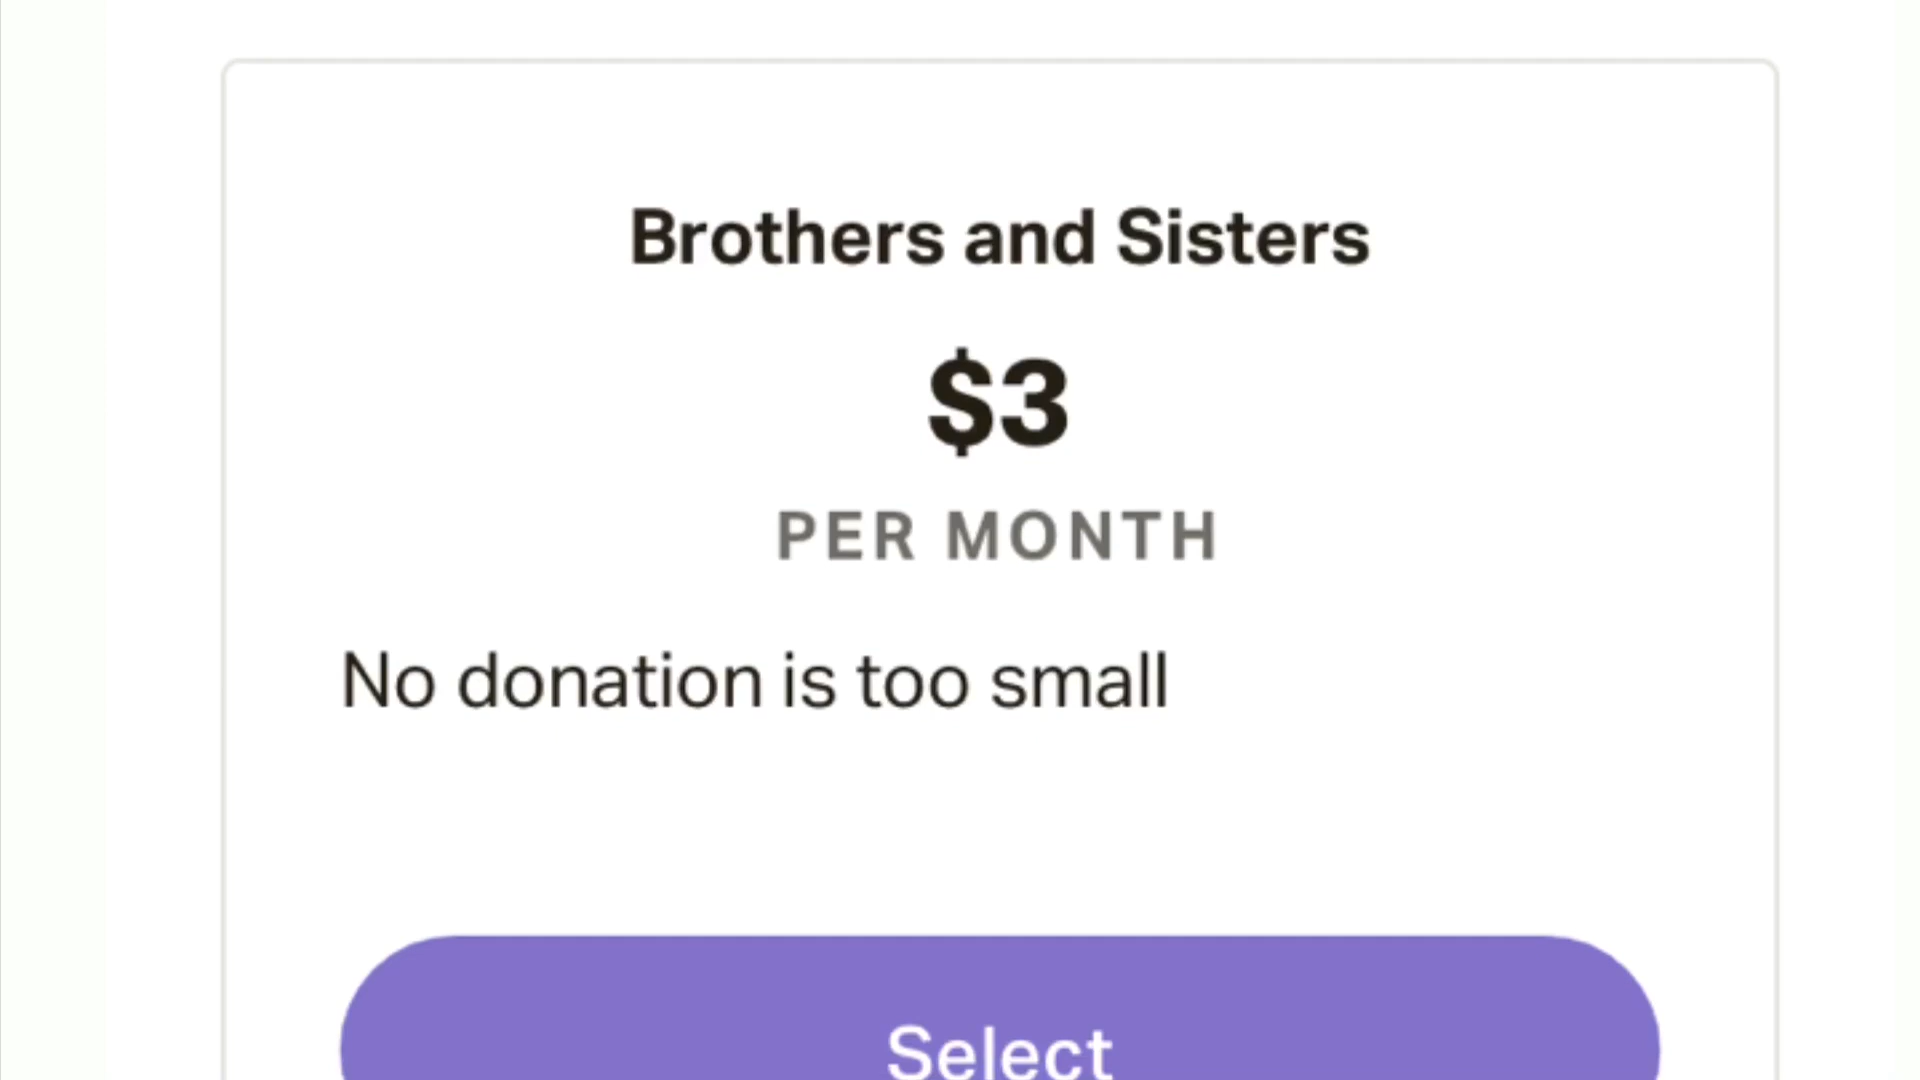 Brothers and Sisters
$3
PER MONTH
No donation is too small
Select